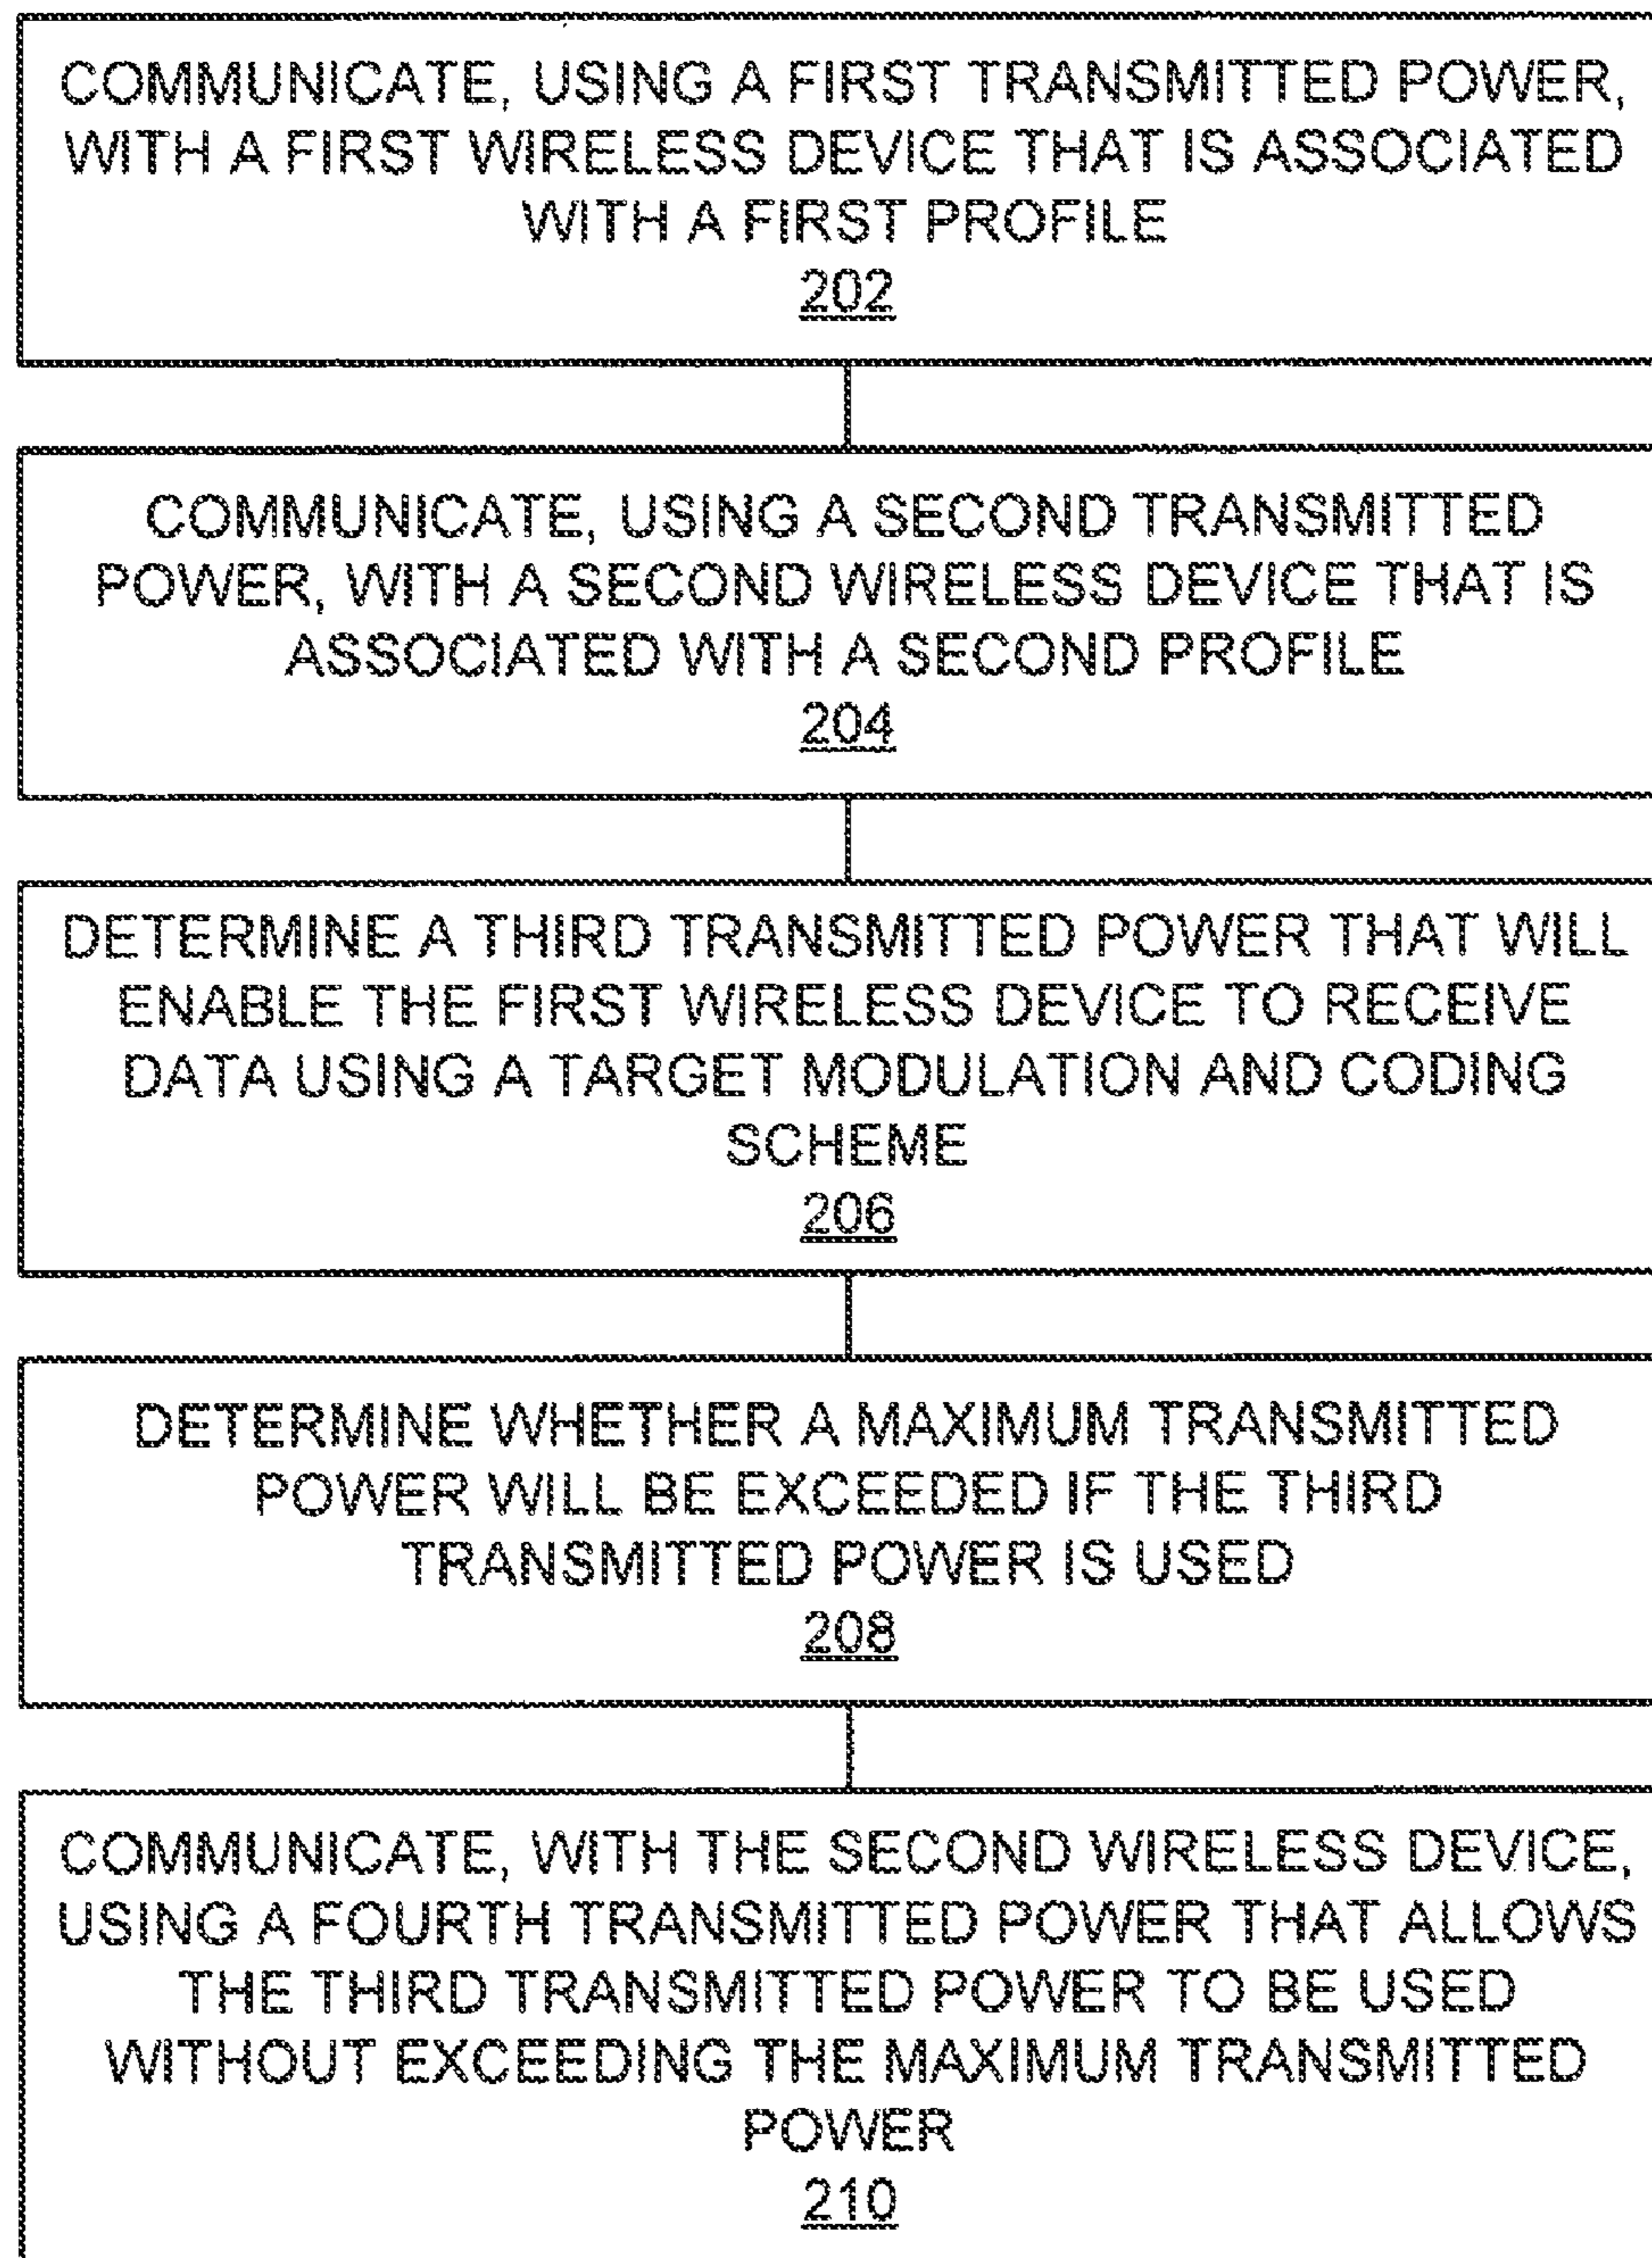 COMMUNICATE, USING A FIRST TRANSMITTED POWER,
WITH A FIRST WIRELESS DEVICE THAT IS ASSOCIATED
WITH A FIRST PROFILE
202
COMMUNICATE, USING A SECOND TRANSMITTED
POWER, WITH A SECOND WIRELESS DEVICE THAT IS
ASSOCIATED WITH A SECOND PROFILE
204
DETERMINE A THIRD TRANSMITTED POWER THAT WILL
ENABLE THE FIRST WIRELESS DEVICE TO RECEIVE
DATA USING A TARGET MODULATION AND CODING
SCHEME
206
DETERMINE WHETHER A MAXIMUM TRANSMITTED
POWER WILL BE EXCEEDED IF THE THIRD
TRANSMITTED POWER IS USED
208
COMMUNICATE, WITH THE SECOND WIRELESS DEVICE,
USING A FOURTH TRANSMITTED POWER THAT ALLOWS
THE THIRD TRANSMITTED POWER TO BE USED
WITHOUT EXCEEDING THE MAXIMUM TRANSMITTED
POWER
210